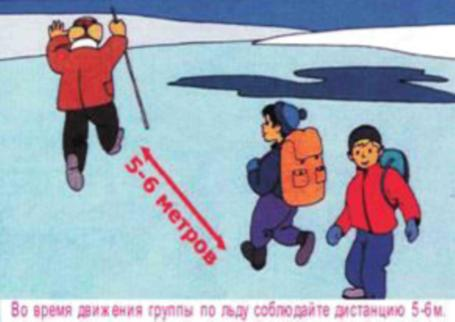 5-6 метров
Во время движения группы по льду соблюдайте дистанцию 5-6м.